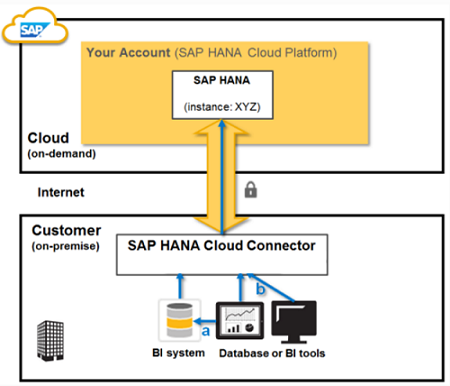 SAP
Your Account (SAP HANA Cloud Platform)
SAP HANA
(instance: XYZ)
Cloud
(on-demand)
Internet
Customer
(on-premise)
SAP HANA Cloud Connector
a
b
BI system
Database or BI tools